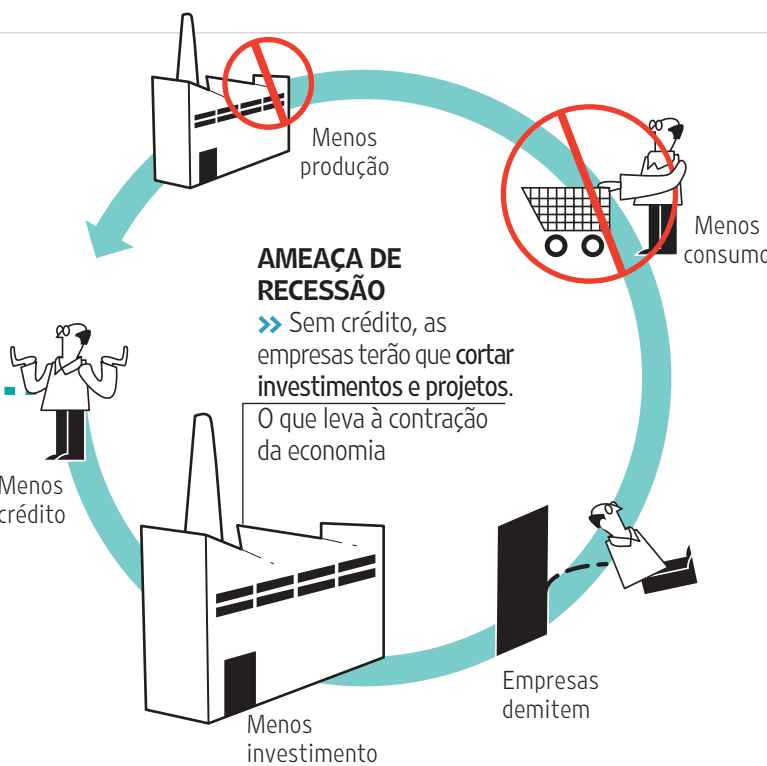 Menos
produção
Menos
consumo
AMEAÇA DE
RECESSÃO
>> Sem crédito, as
empresas terão que cortar
investimentos e projetos.
O que leva à contração
da economia
Menos
crédito
Empresas
demitem
Menos
investimento